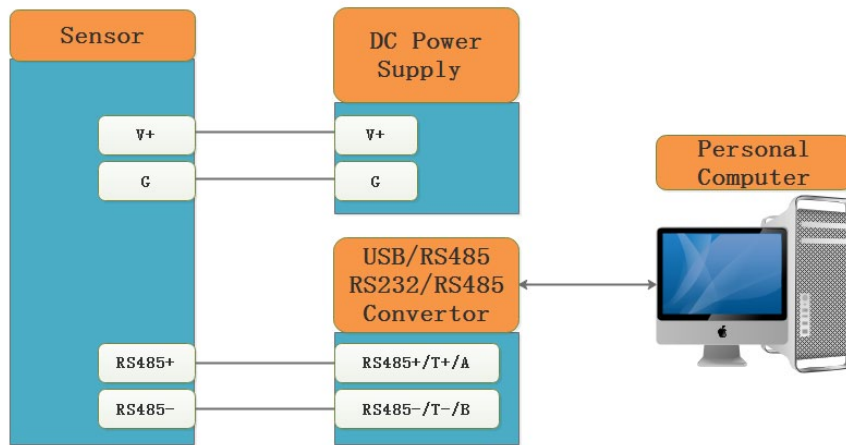 Sensor
DC Power
Supply
V+
V+
G
G
Personal
Computer
USB/RS485
RS232/RS485
Convertor
RS485+
RS485+/T+/A
RS485-
RS485-/T-/B